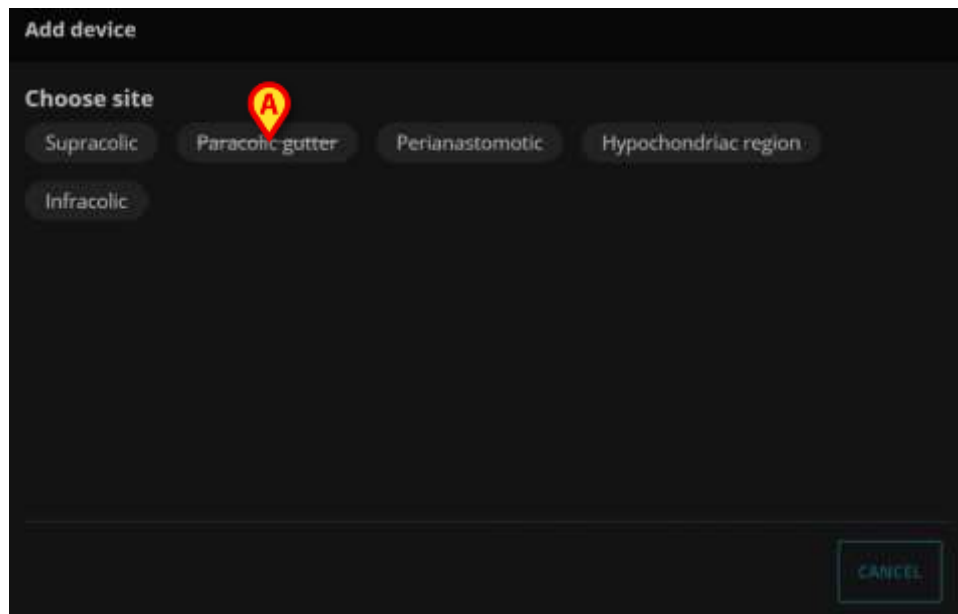 Add device
Choose site
A
Supracolic Paracolic gutter Perianastomotic Hypochondriac region
Infracolic
CANCEL